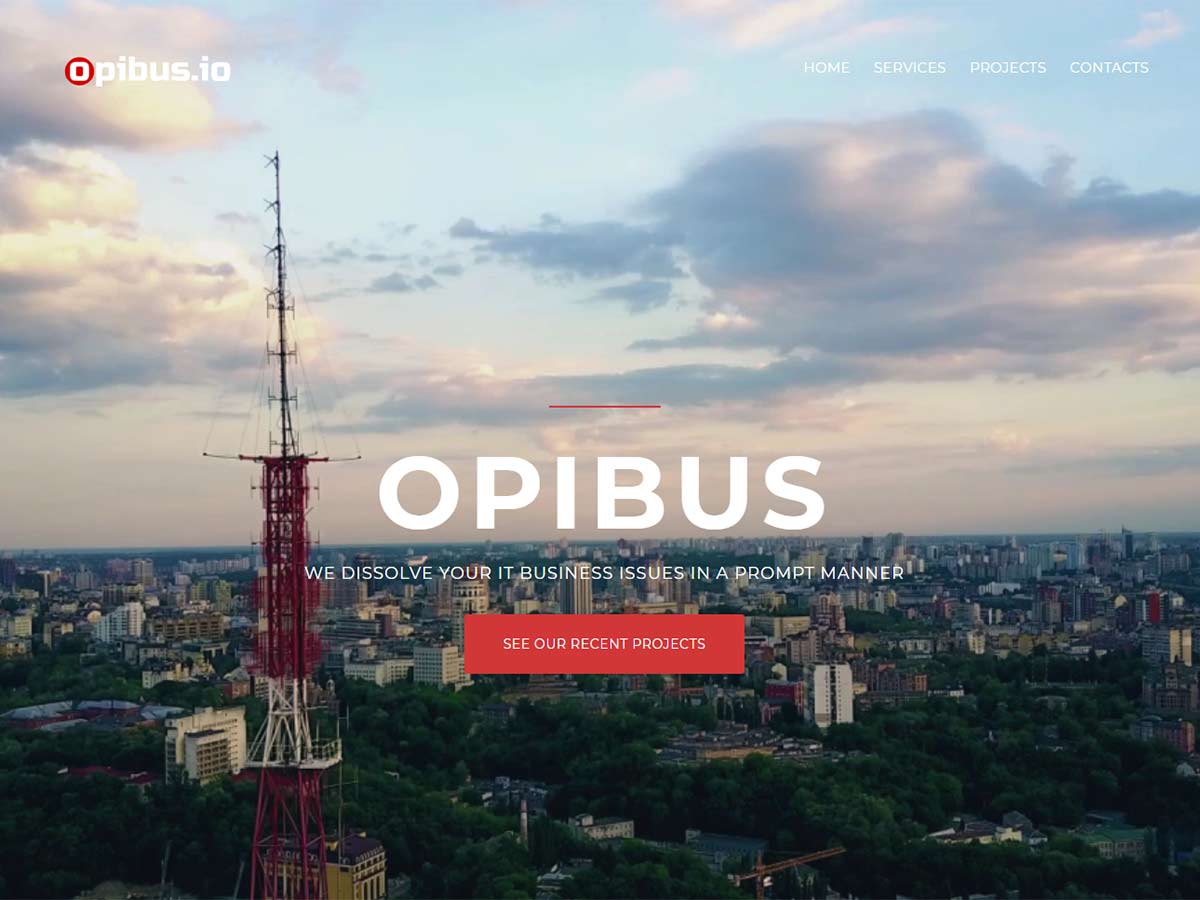 opibus.io
HOME SERVICES PROJECTS CONTACTS
OPIBUS
WE DISSOLVE YOUR IT BUSINESS ISSUES IN A PROMPT MANNER
SEE OUR RECENT PROJECTS